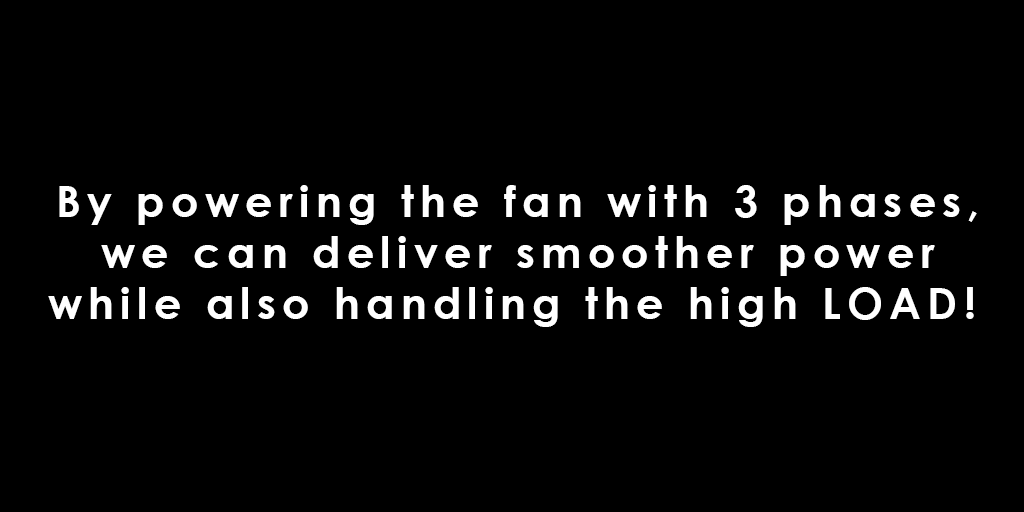 By powering the fan with 3 phases,
we can deliver smoother power
while also handling the high LOAD!